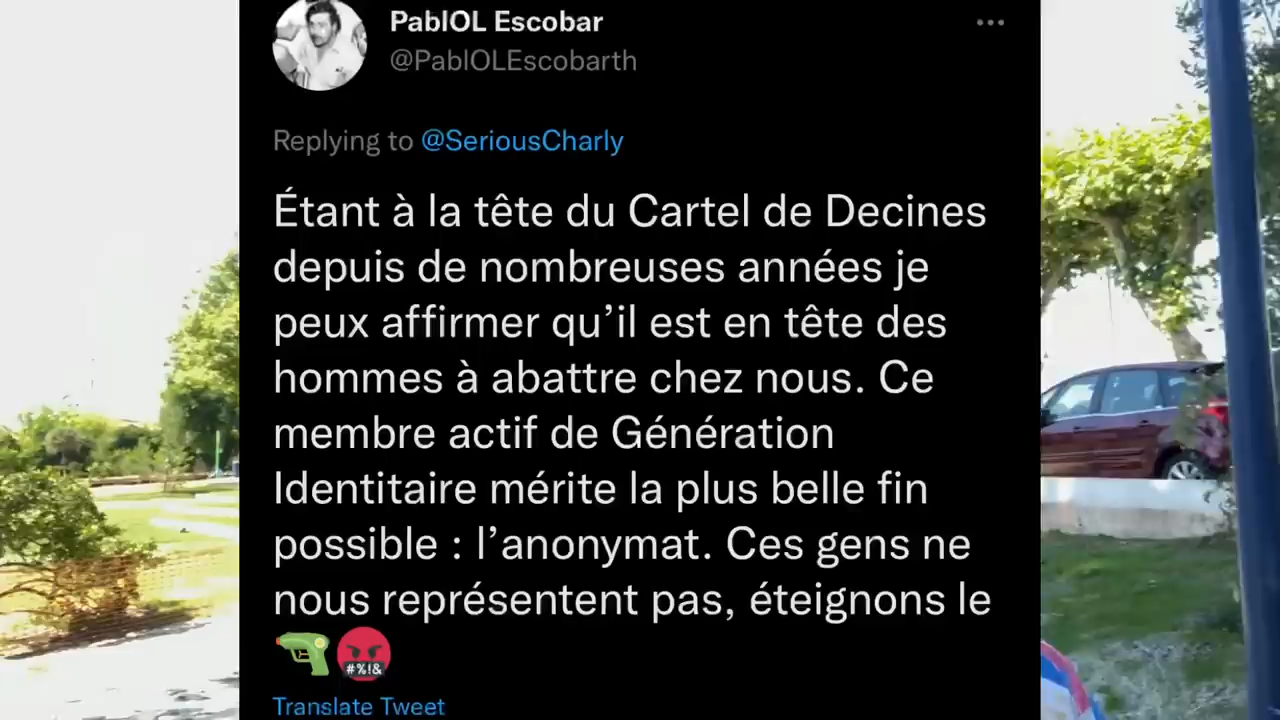 PablOL Escobar
@PablOLEscobarth
Replying to @SeriousCharly
Étant à la tête du Cartel de Decines
depuis de nombreuses années je
peux affirmer qu’il est en tête des
hommes à abattre chez nous. Ce
membre actif de Génération
Identitaire mérite la plus belle fin
possible : l’anonymat. Ces gens ne
nous représentent pas, éteignons le
#%!&
Translate Tweet